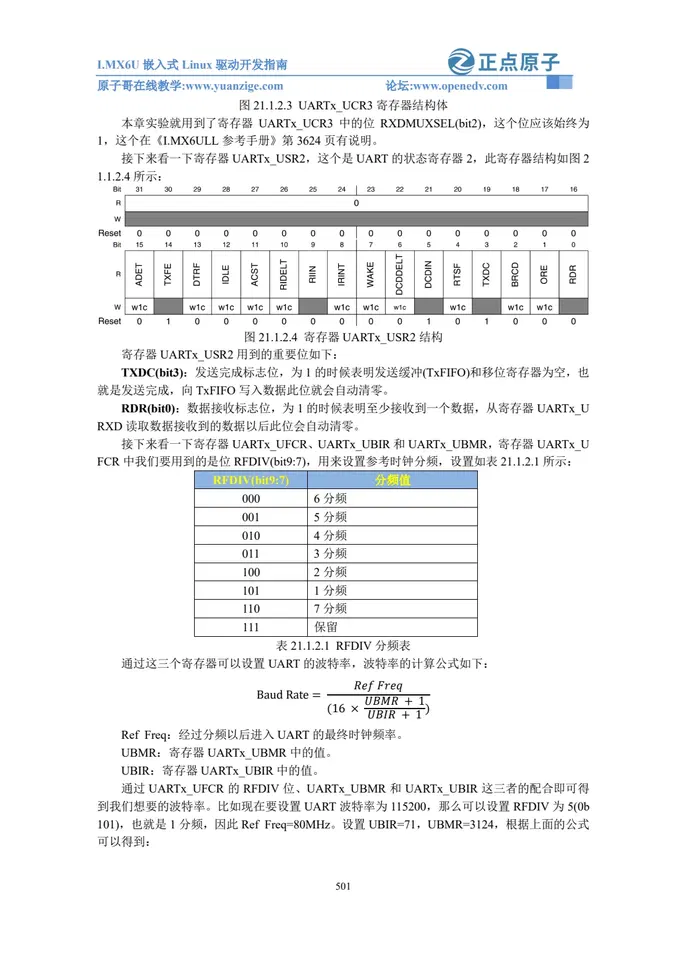 I.MX6U 嵌入式 Linux 驱动开发指南
正点原子
原子哥在线教学:www.yuanzige.com 论坛:www.openedv.com
图 21.1.2.3 UARTx_UCR3 寄存器结构体
本章实验就用到了寄存器 UARTx_UCR3 中的位 RXDMUXSEL(bit2)，这个位应该始终为
1，这个在《I.MX6ULL 参考手册》第 3624 页有说明。
接下来看一下寄存器 UARTx_USR2，这个是 UART 的状态寄存器 2，此寄存器结构如图 2
1.1.2.4 所示：
Bit 31 30 29 28 27 26 25 24 23 22 21 20 19 18 17 16
R 0
W
Reset 0 0 0 0 0 0 0 0 0 0 0 0 0 0 0 0
Bit 15 14 13 12 11 10 9 8 7 6 5 4 3 2 1 0
R ADET TXFE DTRF IDLE ACST RIDELT RIIN IRINT WAKE DCDDELT DCDIN RTSF TXDC BRCD ORE RDR
W w1c w1c w1c w1c w1c w1c w1c w1c w1c w1c w1c
Reset 0 1 0 0 0 0 0 0 0 0 1 0 1 0 0 0
图 21.1.2.4 寄存器 UARTx_USR2 结构
寄存器 UARTx_USR2 用到的重要位如下：
TXDC(bit3)：发送完成标志位，为 1 的时候表明发送缓冲(TxFIFO)和移位寄存器为空，也
就是发送完成，向 TxFIFO 写入数据此位就会自动清零。
RDR(bit0)：数据接收标志位，为 1 的时候表明至少接收到一个数据，从寄存器 UARTx_U
RXD 读取数据接收到的数据以后此位会自动清零。
接下来看一下寄存器 UARTx_UFCR、UARTx_UBIR 和 UARTx_UBMR，寄存器 UARTx_U
FCR 中我们要用到的是位 RFDIV(bit9:7)，用来设置参考时钟分频，设置如表 21.1.2.1 所示：
RFDIV(bit9:7) 分频值
000 6 分频
001 5 分频
010 4 分频
011 3 分频
100 2 分频
101 1 分频
110 7 分频
111 保留
表 21.1.2.1 RFDIV 分频表
通过这三个寄存器可以设置 UART 的波特率，波特率的计算公式如下：
Baud Rate = Ref Freq / (16 × (UBMR + 1) / (UBIR + 1))
Ref Freq：经过分频以后进入 UART 的最终时钟频率。
UBMR：寄存器 UARTx_UBMR 中的值。
UBIR：寄存器 UARTx_UBIR 中的值。
通过 UARTx_UFCR 的 RFDIV 位、UARTx_UBMR 和 UARTx_UBIR 这三者的配合即可得
到我们想要的波特率。比如现在要设置 UART 波特率为 115200，那么可以设置 RFDIV 为 5(0b
101)，也就是 1 分频，因此 Ref Freq=80MHz。设置 UBIR=71，UBMR=3124，根据上面的公式
可以得到：
501